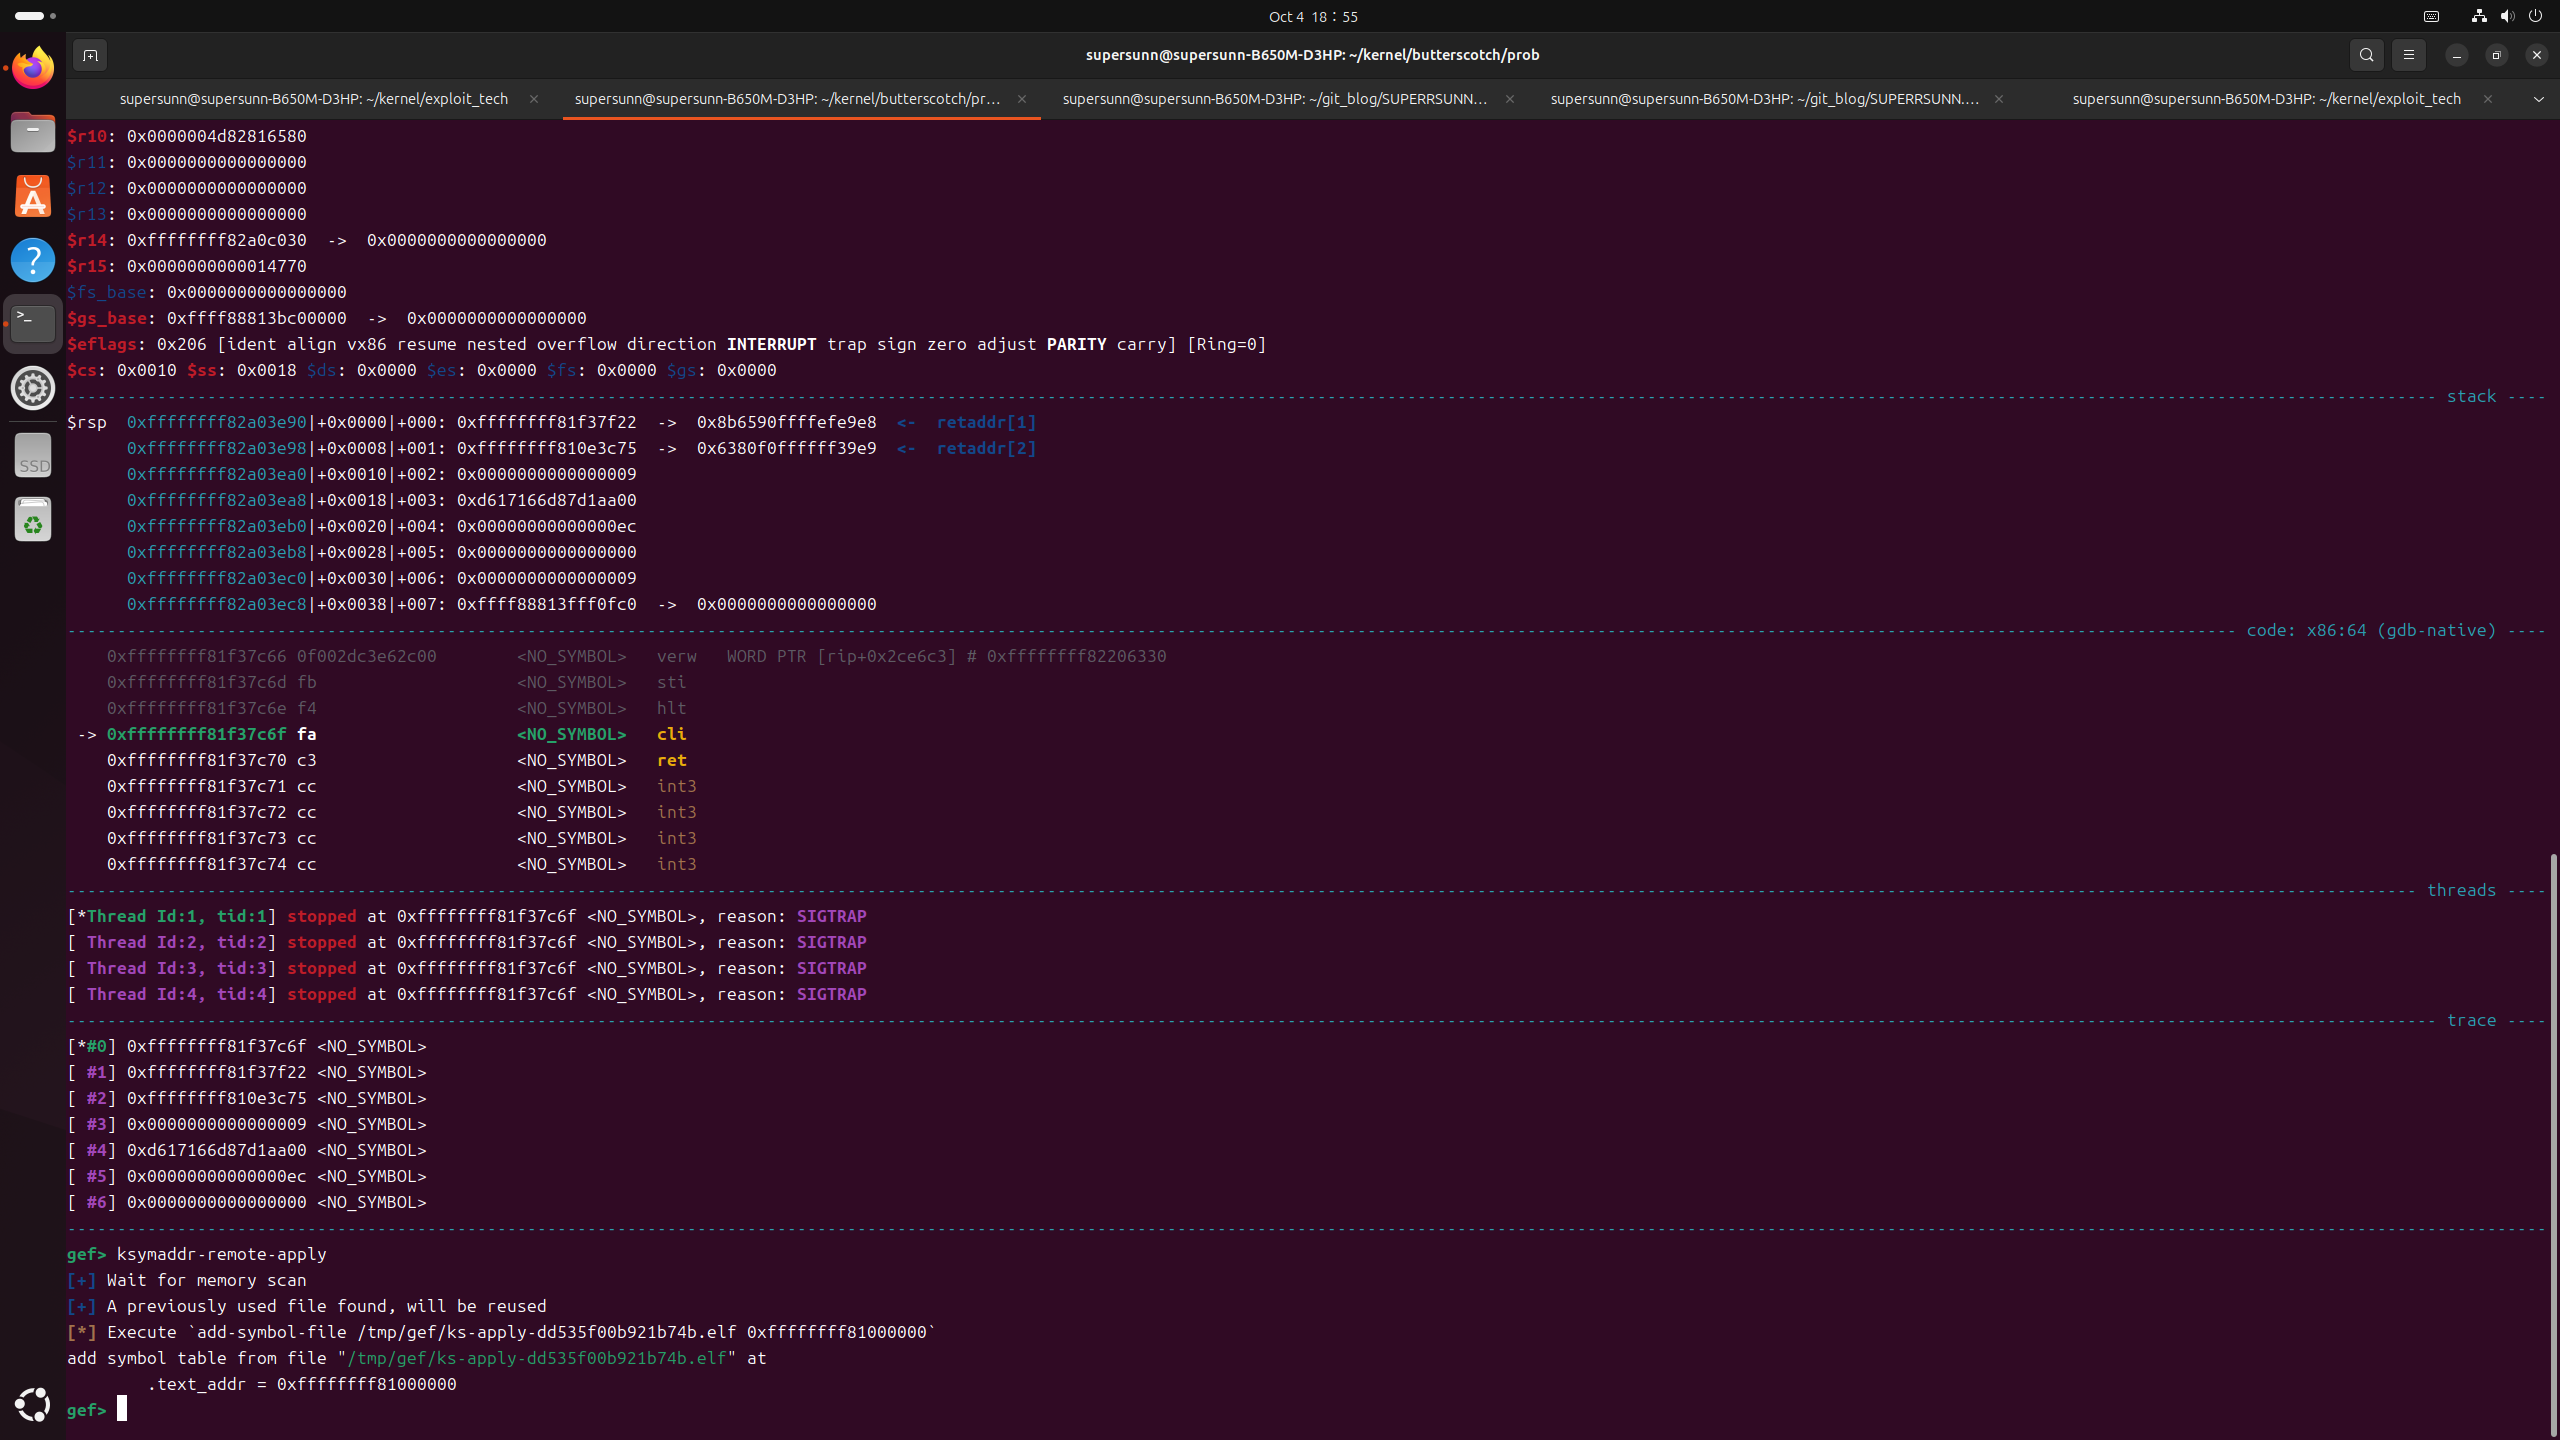 Oct 4 18：55
supersunn@supersunn-B650M-D3HP: ~/kernel/butterscotch/prob
supersunn@supersunn-B650M-D3HP: ~/kernel/exploit_tech
supersunn@supersunn-B650M-D3HP: ~/kernel/butterscotch/pr…
supersunn@supersunn-B650M-D3HP: ~/git_blog/SUPERRSUNN…
supersunn@supersunn-B650M-D3HP: ~/git_blog/SUPERRSUNN.…
supersunn@supersunn-B650M-D3HP: ~/kernel/exploit_tech
$r10: 0x0000004d82816580
$r11: 0x0000000000000000
$r12: 0x0000000000000000
$r13: 0x0000000000000000
$r14: 0xffffffff82a0c030  ->  0x0000000000000000
$r15: 0x0000000000014770
$fs_base: 0x0000000000000000
$gs_base: 0xffff88813bc00000  ->  0x0000000000000000
$eflags: 0x206 [ident align vx86 resume nested overflow direction INTERRUPT trap sign zero adjust PARITY carry] [Ring=0]
$cs: 0x0010 $ss: 0x0018 $ds: 0x0000 $es: 0x0000 $fs: 0x0000 $gs: 0x0000
stack ----
$rsp  0xffffffff82a03e90|+0x0000|+000: 0xffffffff81f37f22  ->  0x8b6590ffffefe9e8  <-  retaddr[1]
0xffffffff82a03e98|+0x0008|+001: 0xffffffff810e3c75  ->  0x6380f0ffffff39e9  <-  retaddr[2]
0xffffffff82a03ea0|+0x0010|+002: 0x0000000000000009
0xffffffff82a03ea8|+0x0018|+003: 0xd617166d87d1aa00
0xffffffff82a03eb0|+0x0020|+004: 0x00000000000000ec
0xffffffff82a03eb8|+0x0028|+005: 0x0000000000000000
0xffffffff82a03ec0|+0x0030|+006: 0x0000000000000009
0xffffffff82a03ec8|+0x0038|+007: 0xffff88813fff0fc0  ->  0x0000000000000000
code: x86:64 (gdb-native) ----
0xffffffff81f37c66 0f002dc3e62c00        <NO_SYMBOL>   verw   WORD PTR [rip+0x2ce6c3] # 0xffffffff82206330
0xffffffff81f37c6d fb                    <NO_SYMBOL>   sti
0xffffffff81f37c6e f4                    <NO_SYMBOL>   hlt
-> 0xffffffff81f37c6f fa                    <NO_SYMBOL>   cli
0xffffffff81f37c70 c3                    <NO_SYMBOL>   ret
0xffffffff81f37c71 cc                    <NO_SYMBOL>   int3
0xffffffff81f37c72 cc                    <NO_SYMBOL>   int3
0xffffffff81f37c73 cc                    <NO_SYMBOL>   int3
0xffffffff81f37c74 cc                    <NO_SYMBOL>   int3
threads ----
[*Thread Id:1, tid:1] stopped at 0xffffffff81f37c6f <NO_SYMBOL>, reason: SIGTRAP
[ Thread Id:2, tid:2] stopped at 0xffffffff81f37c6f <NO_SYMBOL>, reason: SIGTRAP
[ Thread Id:3, tid:3] stopped at 0xffffffff81f37c6f <NO_SYMBOL>, reason: SIGTRAP
[ Thread Id:4, tid:4] stopped at 0xffffffff81f37c6f <NO_SYMBOL>, reason: SIGTRAP
trace ----
[*#0] 0xffffffff81f37c6f <NO_SYMBOL>
[ #1] 0xffffffff81f37f22 <NO_SYMBOL>
[ #2] 0xffffffff810e3c75 <NO_SYMBOL>
[ #3] 0x0000000000000009 <NO_SYMBOL>
[ #4] 0xd617166d87d1aa00 <NO_SYMBOL>
[ #5] 0x00000000000000ec <NO_SYMBOL>
[ #6] 0x0000000000000000 <NO_SYMBOL>
gef> ksymaddr-remote-apply
[+] Wait for memory scan
[+] A previously used file found, will be reused
[*] Execute `add-symbol-file /tmp/gef/ks-apply-dd535f00b921b74b.elf 0xffffffff81000000`
add symbol table from file "/tmp/gef/ks-apply-dd535f00b921b74b.elf" at
.text_addr = 0xffffffff81000000
gef>
SSD